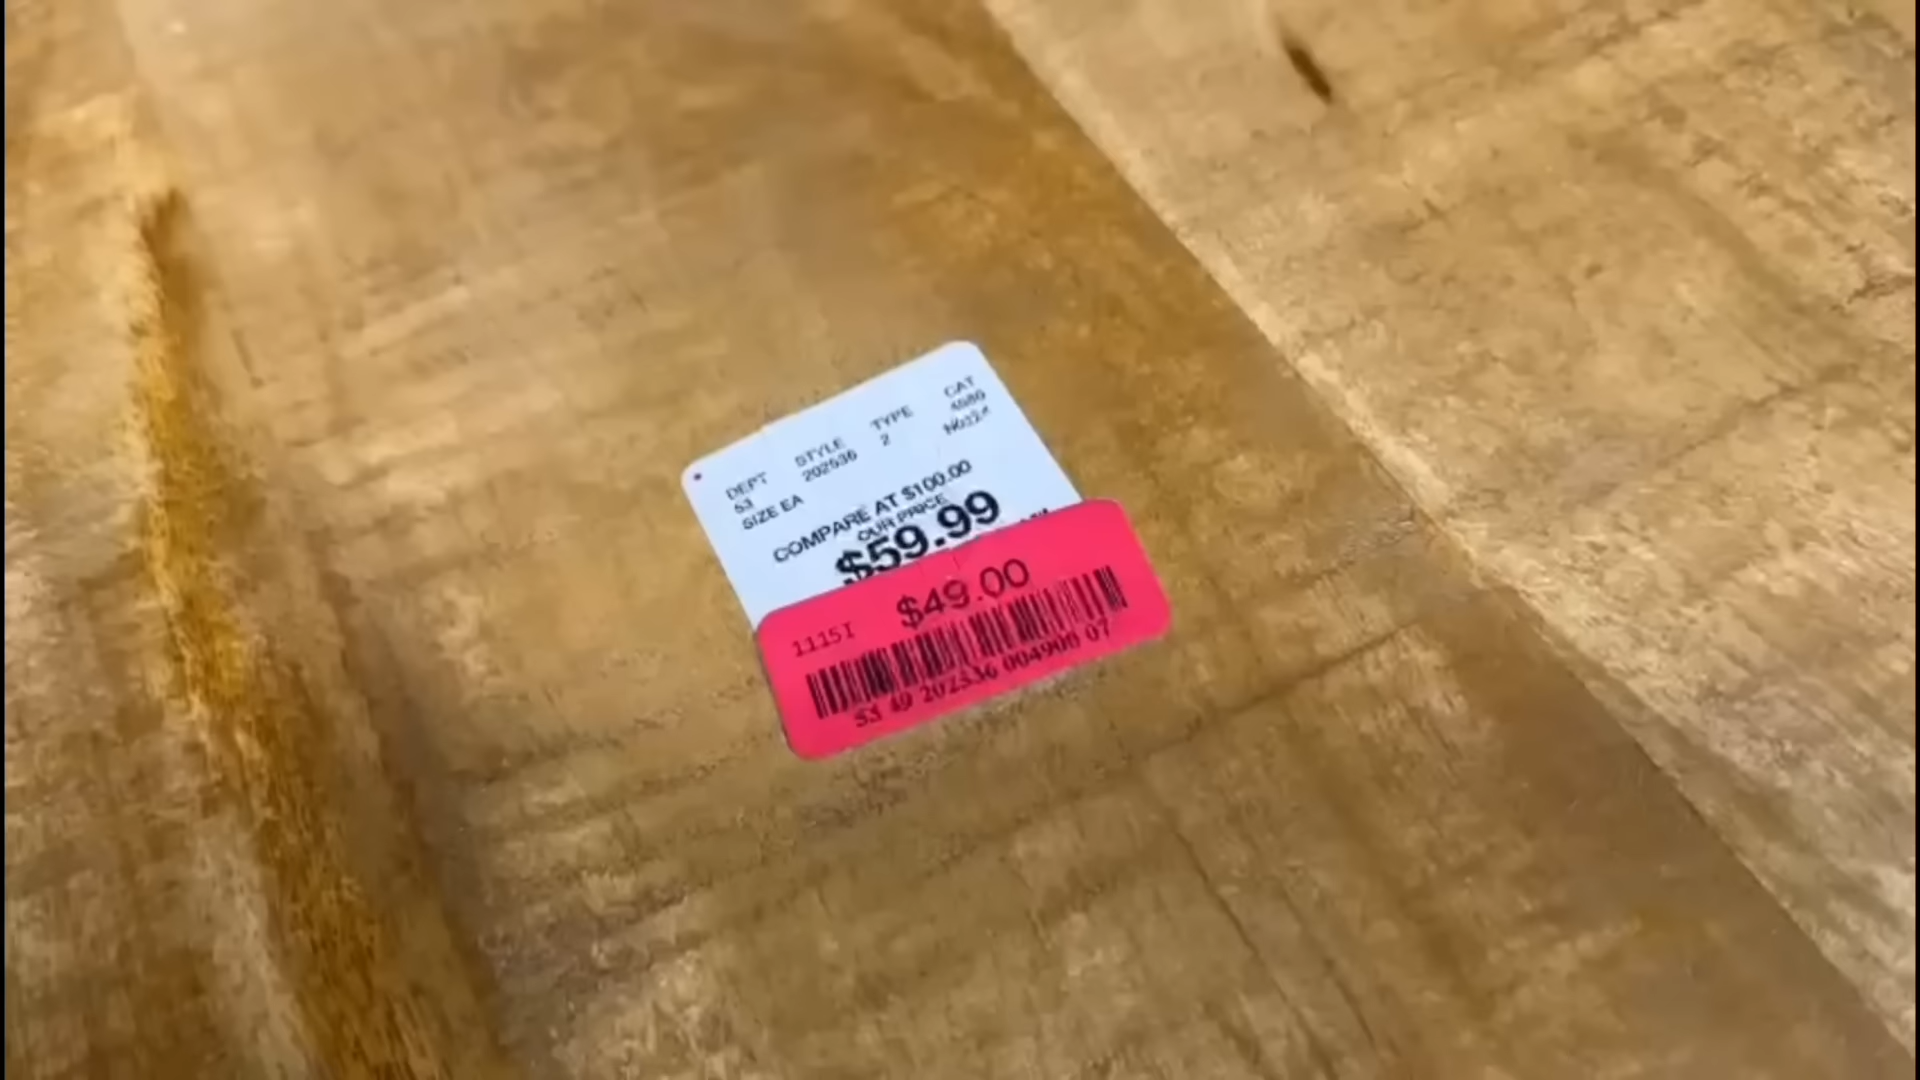 DEPT STYLE TYPE CAT
53 202536 2
SIZE EA
COMPARE AT $100.00
OUR PRICE
$59.99
$49.00
1115I
53 49 202536 004900 07